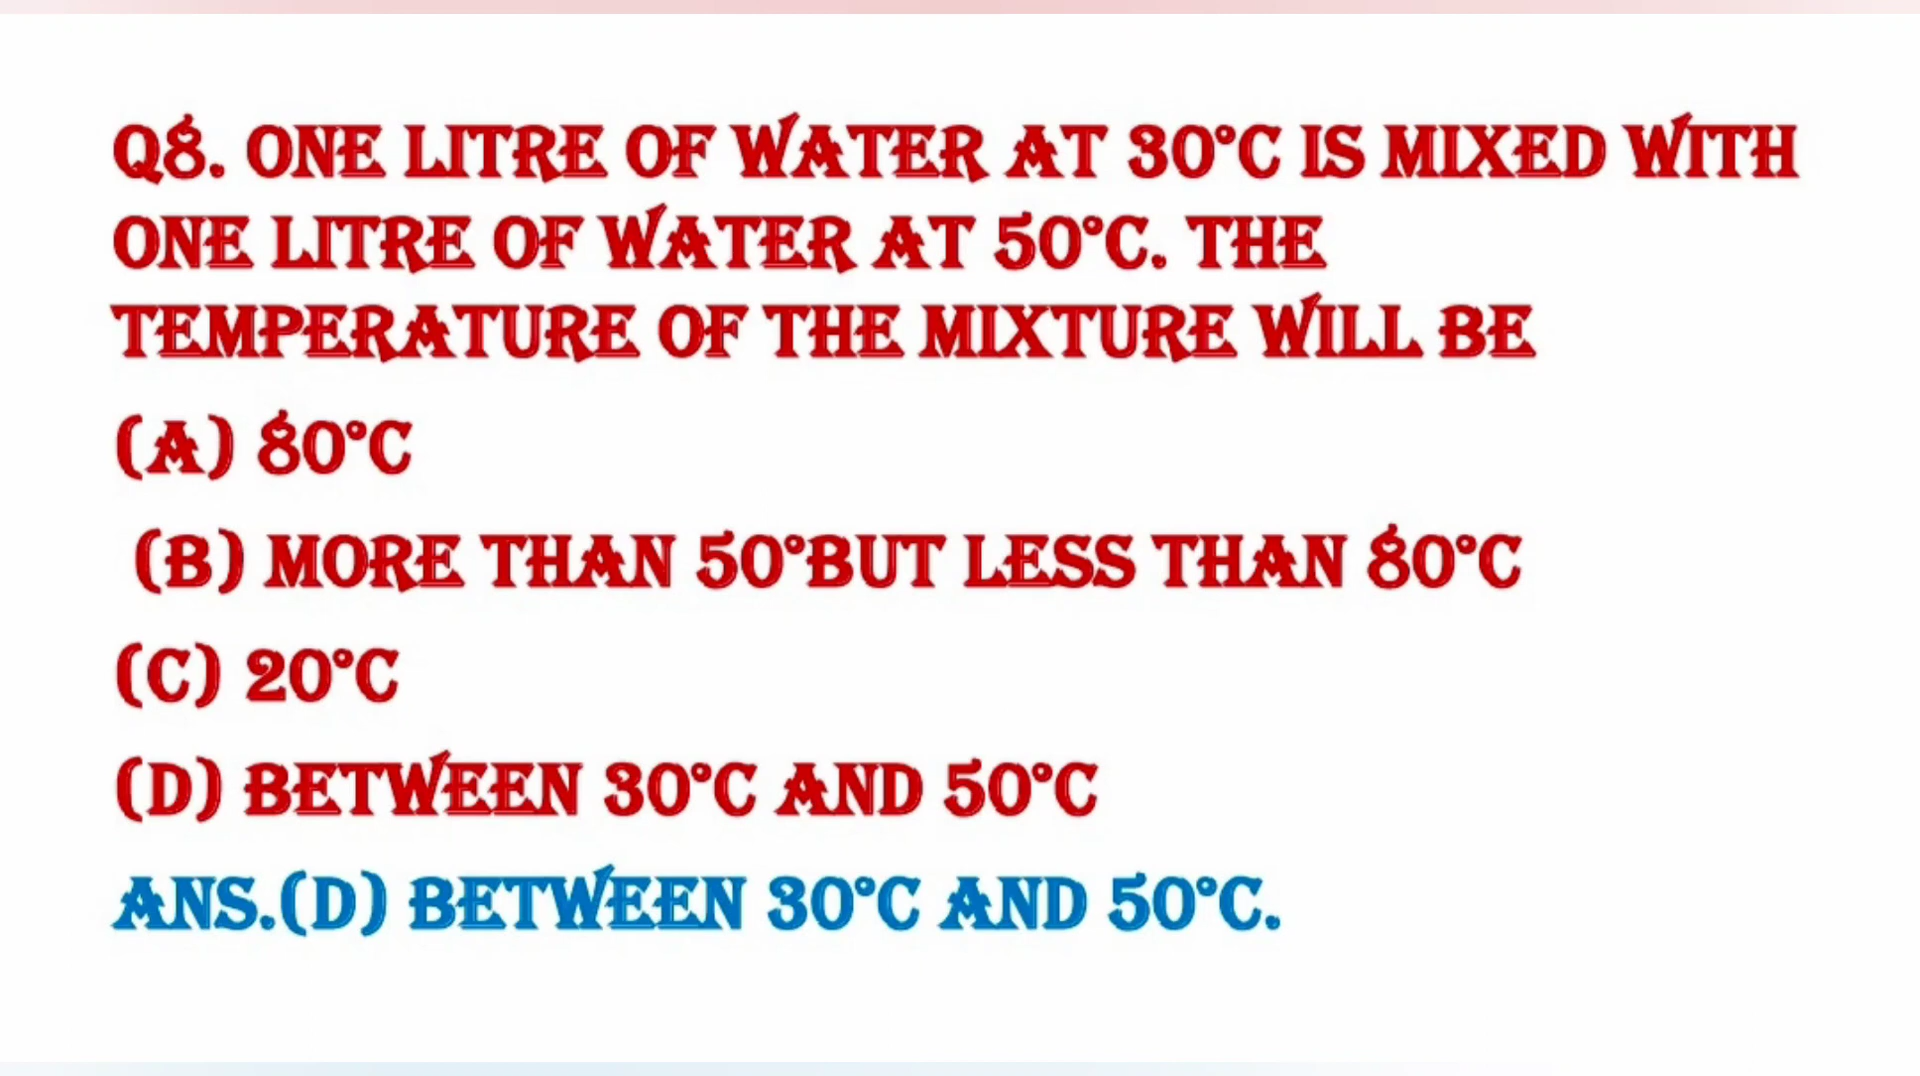 Q8. ONE LITRE OF WATER AT 30°C IS MIXED WITH
ONE LITRE OF WATER AT 50°C. THE
TEMPERATURE OF THE MIXTURE WILL BE
(A) 80°C
(B) MORE THAN 50°BUT LESS THAN 80°C
(C) 20°C
(D) BETWEEN 30°C AND 50°C
ANS.(D) BETWEEN 30°C AND 50°C.